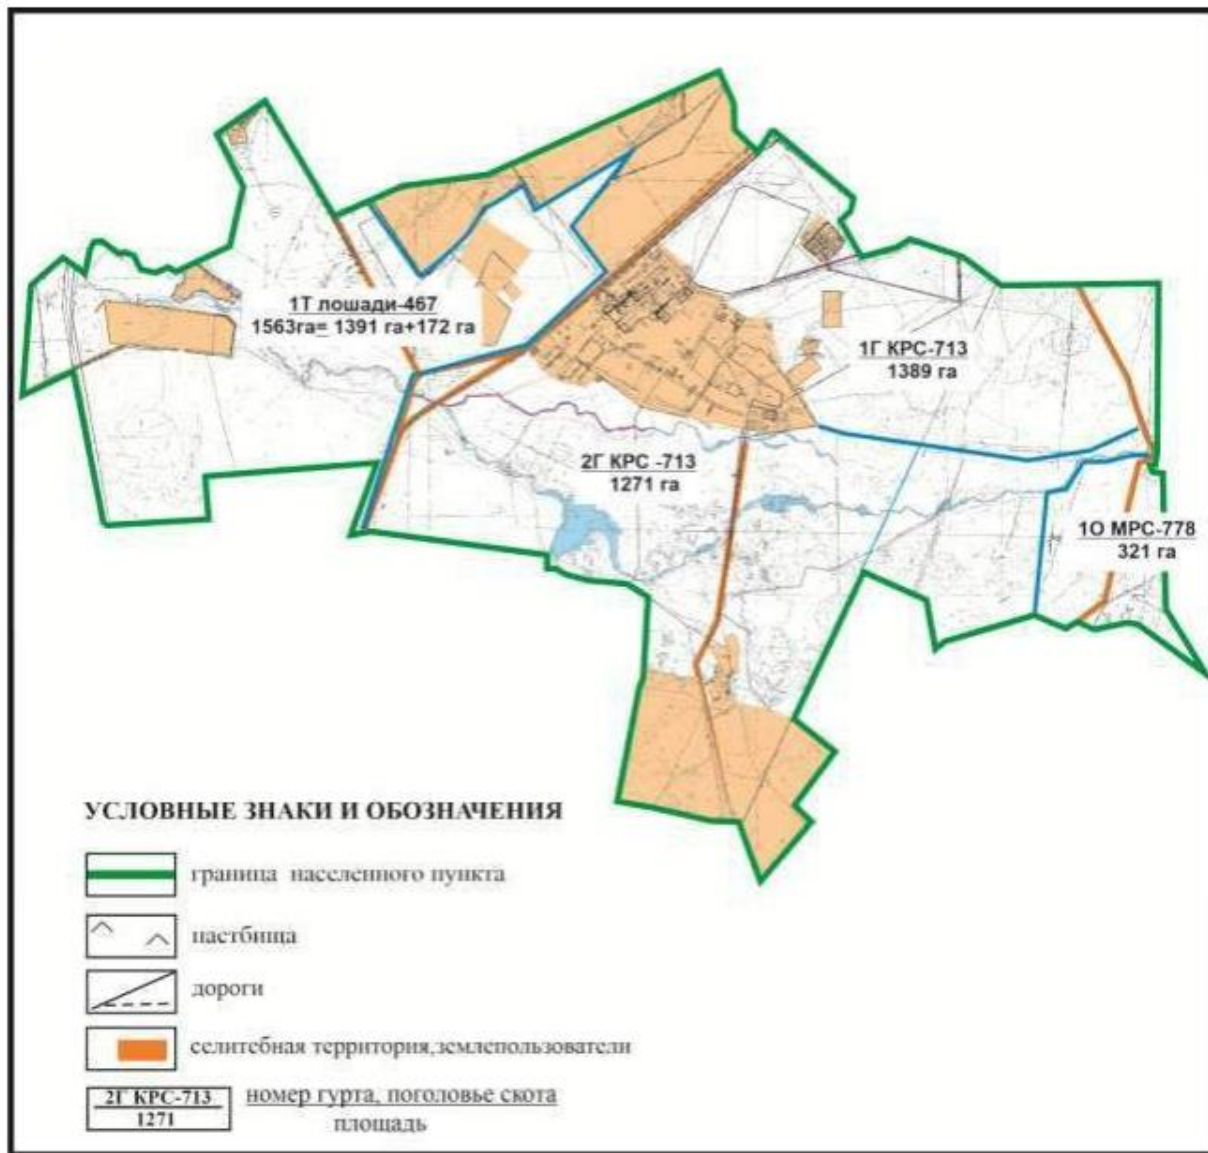 1Т лошади-467
1563га= 1391 га+172 га
1Г КРС-713
1389 га
2Г КРС -713
1271 га
1О МРС-778
321 га
УСЛОВНЫЕ ЗНАКИ И ОБОЗНАЧЕНИЯ
граница населенного пункта
пастбища
дороги
селитебная территория,землепользователи
2Г КРС-713
1271
номер гурта, поголовье скота
площадь